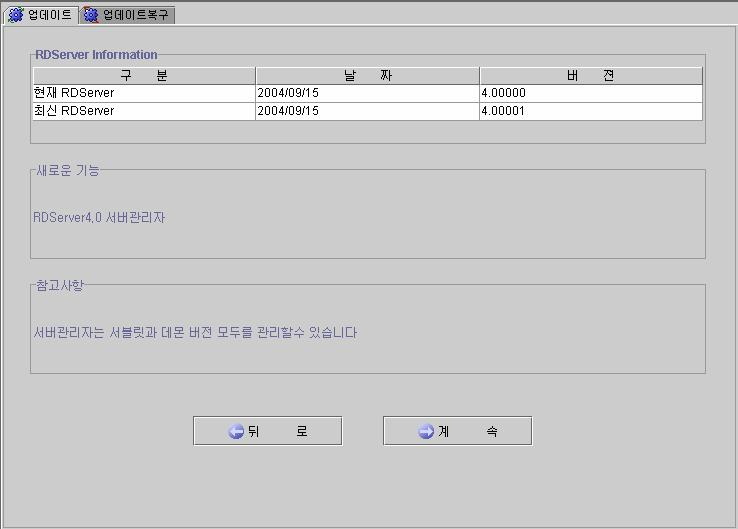 업데이트 업데이트복구
RDServer Information
구 분 날 짜 버 젼
현재 RDServer 2004/09/15 4.00000
최신 RDServer 2004/09/15 4.00001
새로운 기능
RDServer4.0 서버관리자
참고사항
서버관리자는 서블릿과 데몬 버젼 모두를 관리할수 있습니다
뒤 로 계 속